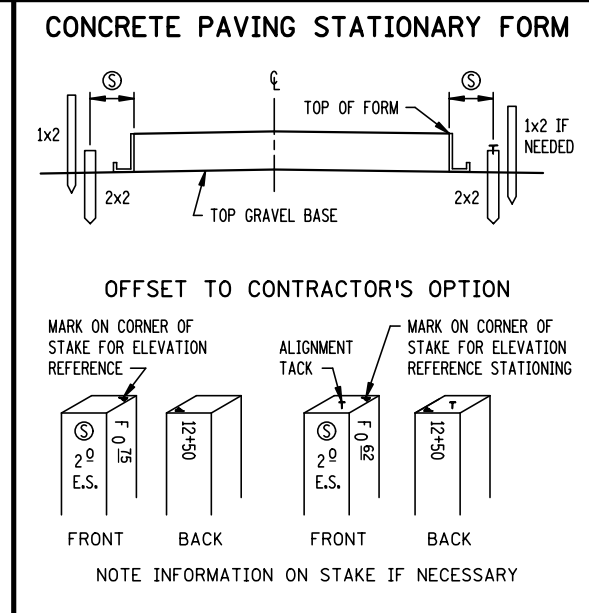 CONCRETE PAVING STATIONARY FORM
Ⓢ
℄
Ⓢ
TOP OF FORM
1x2
1x2 IF
NEEDED
2x2
2x2
TOP GRAVEL BASE
OFFSET TO CONTRACTOR'S OPTION
MARK ON CORNER OF
STAKE FOR ELEVATION
REFERENCE
ALIGNMENT
TACK
MARK ON CORNER OF
STAKE FOR ELEVATION
REFERENCE STATIONING
Ⓢ
2º
E.S.
F 0 75
12+50
Ⓢ
2º
E.S.
F 0 62
12+50
FRONT
BACK
FRONT
BACK
NOTE INFORMATION ON STAKE IF NECESSARY